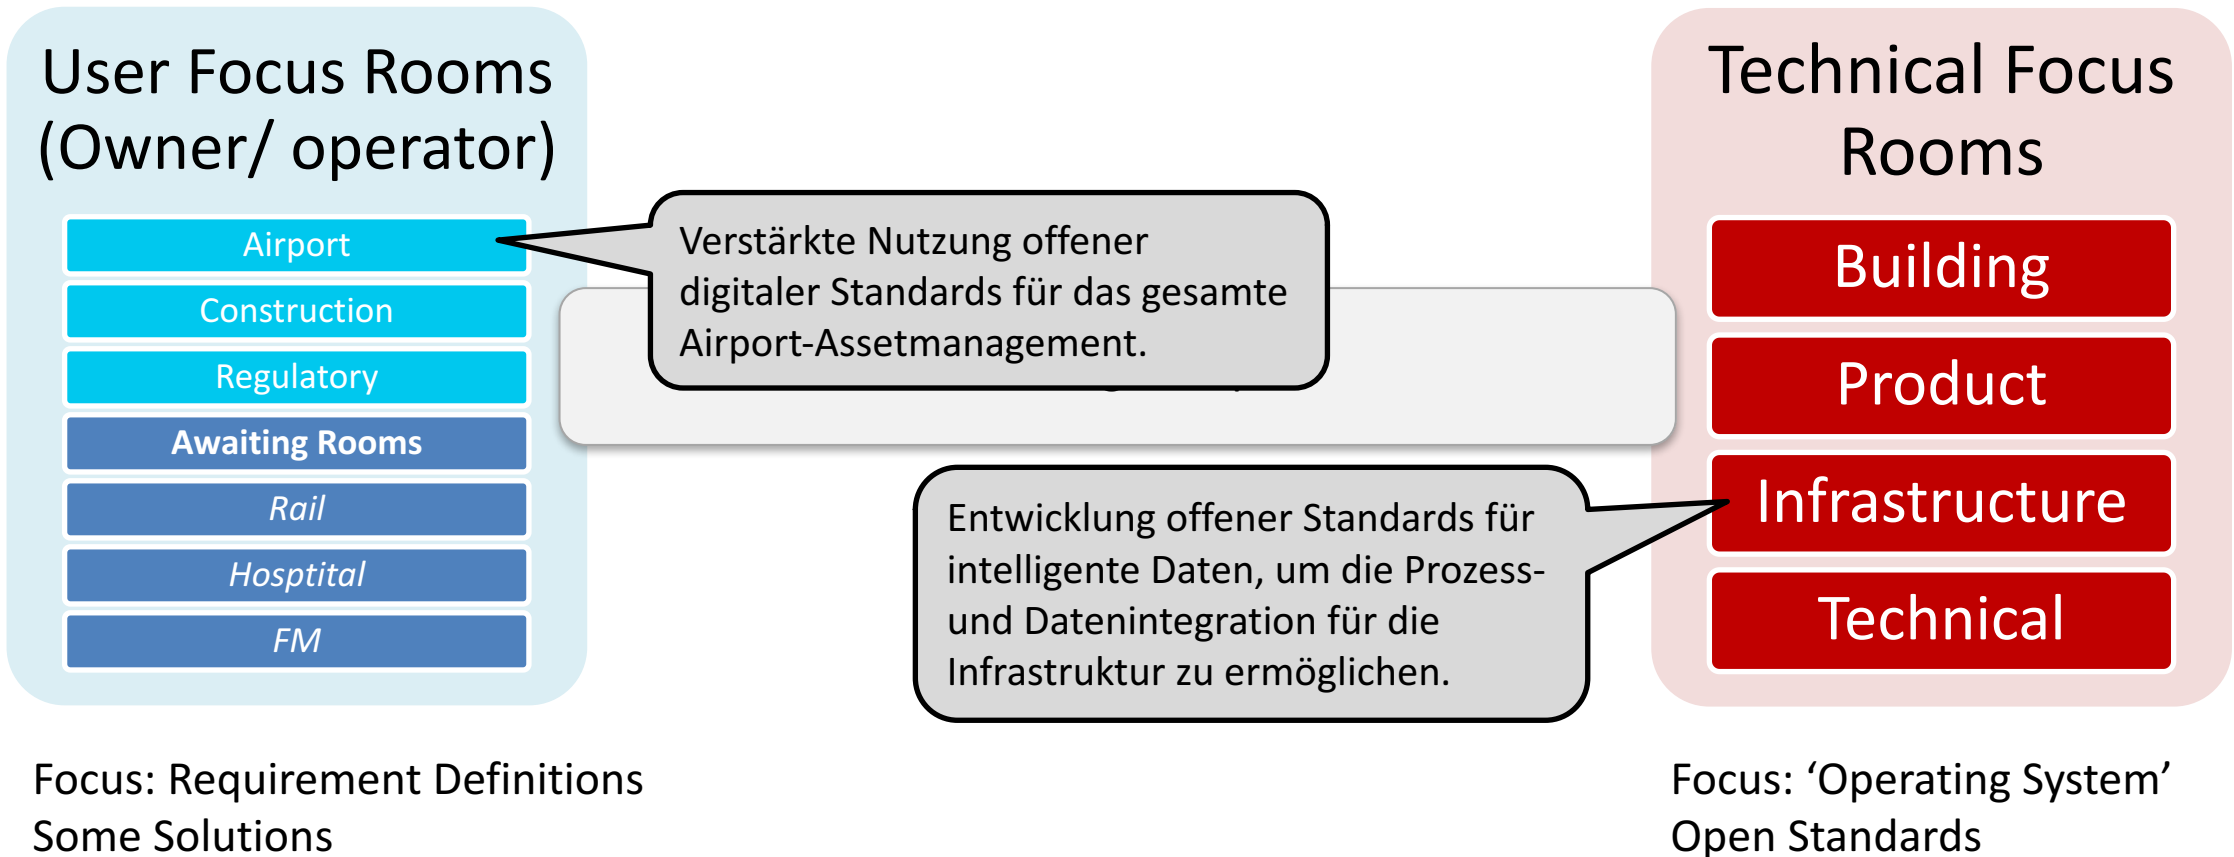 User Focus Rooms
(Owner/ operator)
Airport
Construction
Regulatory
Awaiting Rooms
Rail
Hosptital
FM
Focus: Requirement Definitions
Some Solutions
Verstärkte Nutzung offener
digitaler Standards für das gesamte
Airport-Assetmanagement.
Entwicklung offener Standards für
intelligente Daten, um die Prozess-
und Datenintegration für die
Infrastruktur zu ermöglichen.
Technical Focus
Rooms
Building
Product
Infrastructure
Technical
Focus: ‘Operating System’
Open Standards